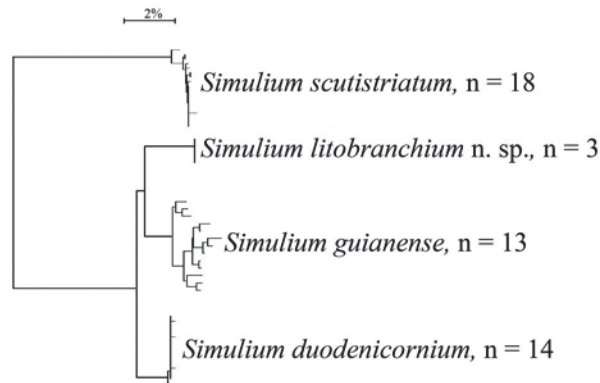 2%
Simulium scutistriatum, n = 18
Simulium litobranchium n. sp., n = 3
Simulium guianense, n = 13
Simulium duodenicornium, n = 14